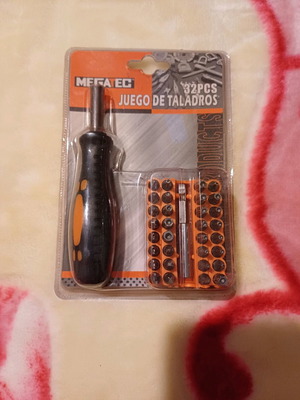 MEGATEC
32PCS
JUEGO DE TALADROS